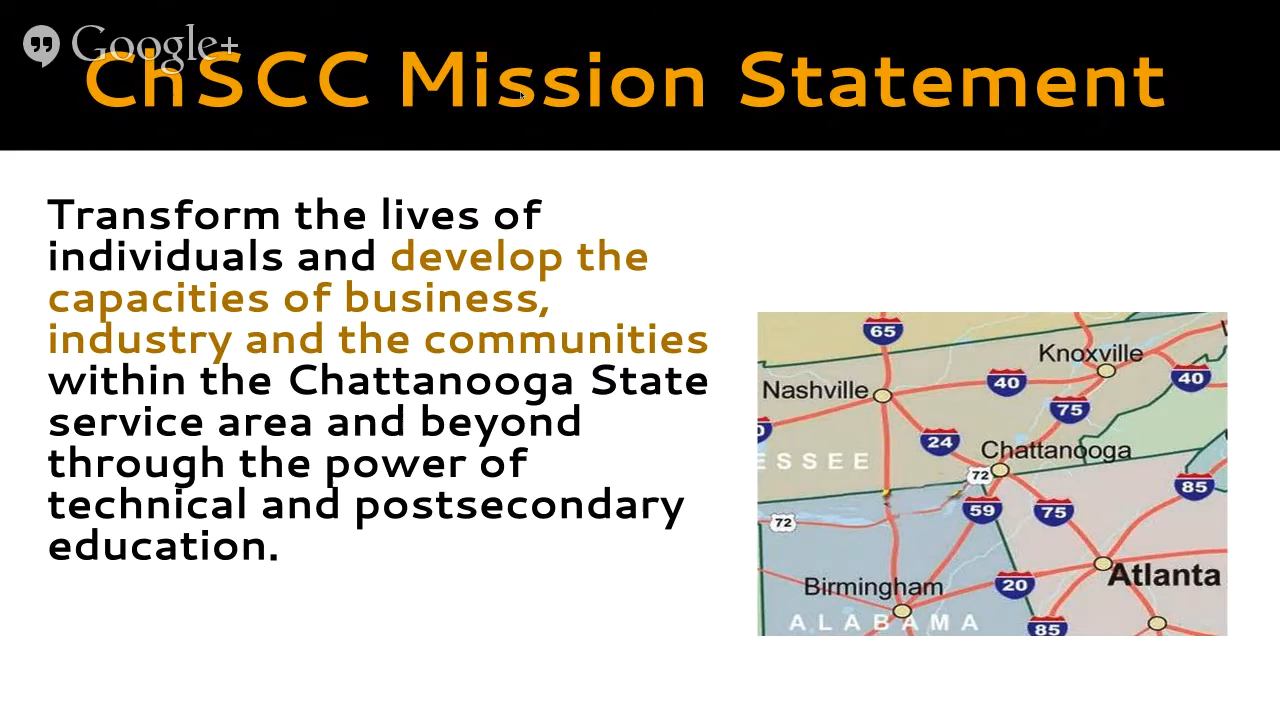 Google+
ChSCC Mission Statement
Transform the lives of
individuals and develop the
capacities of business,
industry and the communities
within the Chattanooga State
service area and beyond
through the power of
technical and postsecondary
education.
65
Knoxville
Nashville
40
40
75
24
Chattanooga
ESSEE
72
85
72
59
75
Birmingham
20
Atlanta
ALABAMA
85